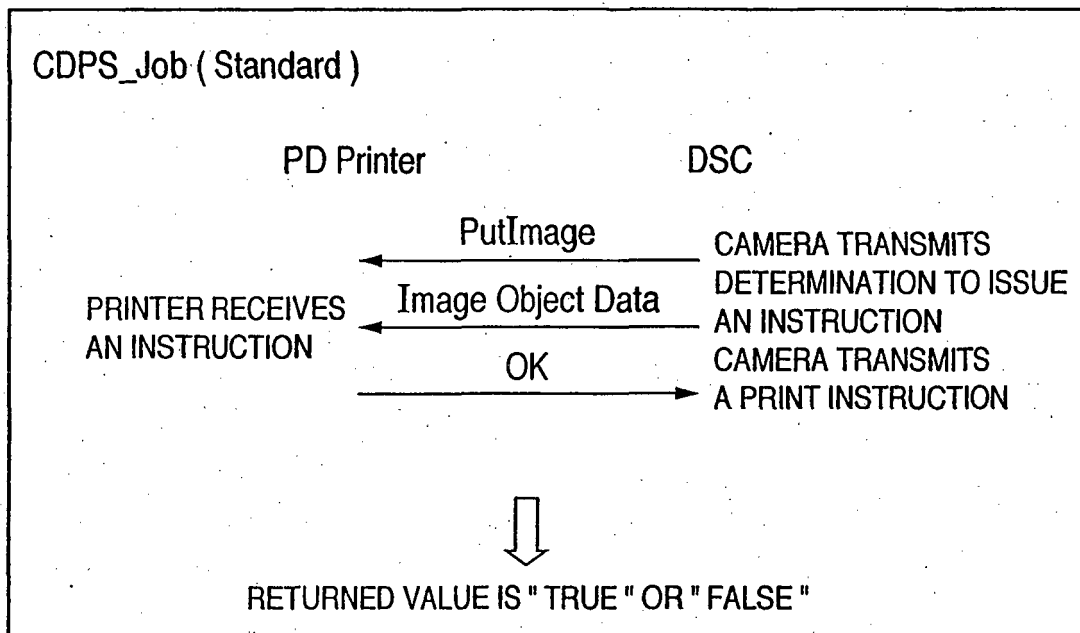 CDPS_Job ( Standard )
PD Printer
DSC
PutImage
CAMERA TRANSMITS
DETERMINATION TO ISSUE
AN INSTRUCTION
PRINTER RECEIVES
AN INSTRUCTION
Image Object Data
OK
CAMERA TRANSMITS
A PRINT INSTRUCTION
RETURNED VALUE IS " TRUE " OR " FALSE "